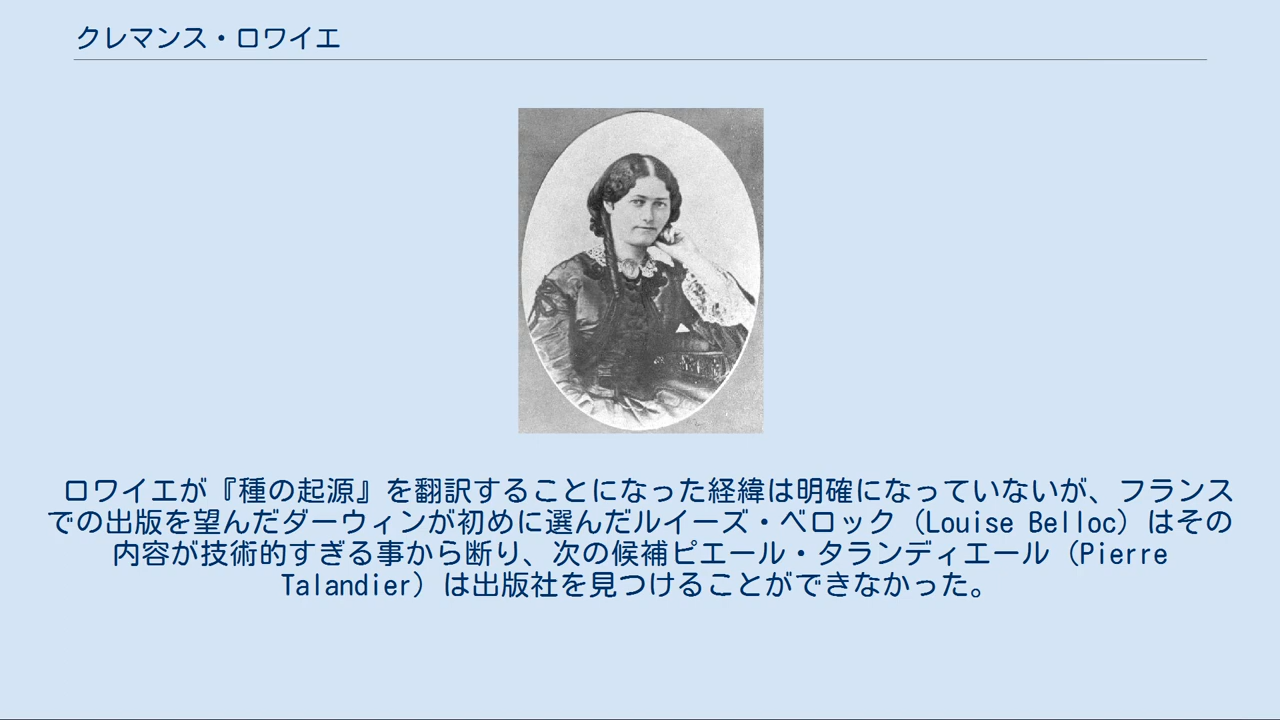 クレマンス・ロワイエ
ロワイエが『種の起源』を翻訳することになった経緯は明確になっていないが、フランス
での出版を望んだダーウィンが初めに選んだルイーズ・ベロック（Louise Belloc）はその
内容が技術的すぎる事から断り、次の候補ピエール・タランディエール（Pierre
Talandier）は出版社を見つけることができなかった。